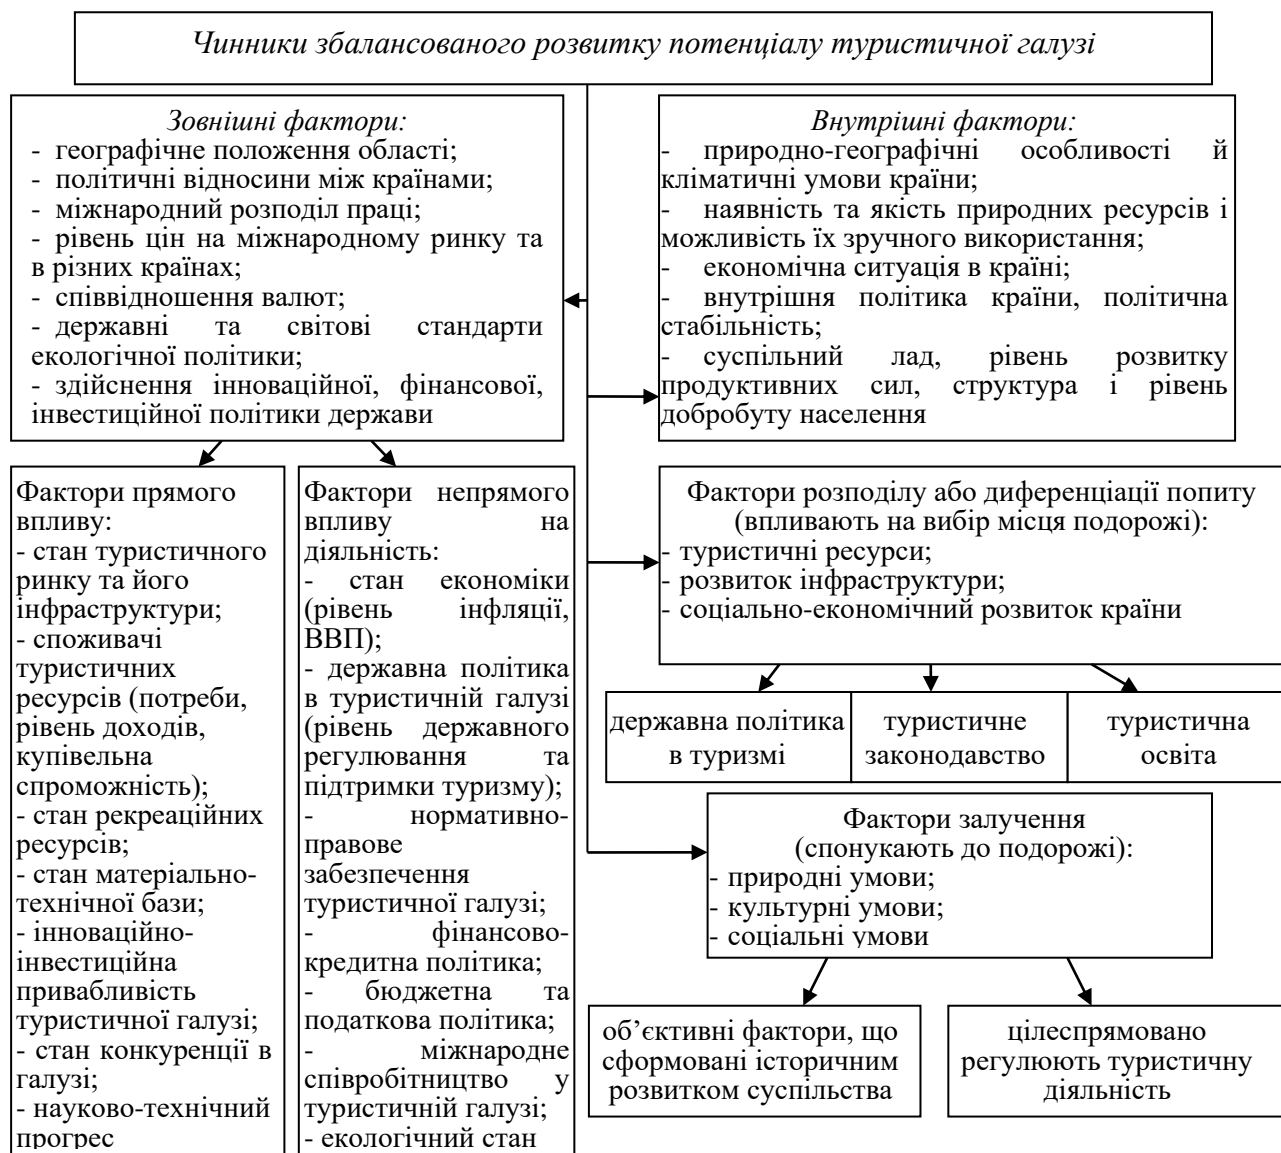 Чинники збалансованого розвитку потенціалу туристичної галузі
Зовнішні фактори:
- географічне положення області;
- політичні відносини між країнами;
- міжнародний розподіл праці;
- рівень цін на міжнародному ринку та
в різних країнах;
- співвідношення валют;
- державні та світові стандарти
екологічної політики;
- здійснення інноваційної, фінансової,
інвестиційної політики держави
Внутрішні фактори:
- природно-географічні особливості й
кліматичні умови країни;
- наявність та якість природних ресурсів і
можливість їх зручного використання;
- економічна ситуація в країні;
- внутрішня політика країни, політична
стабільність;
- суспільний лад, рівень розвитку
продуктивних сил, структура і рівень
добробуту населення
Фактори прямого
впливу:
- стан туристичного
ринку та його
інфраструктури;
- споживачі
туристичних
ресурсів (потреби,
рівень доходів,
купівельна
спроможність);
- стан рекреаційних
ресурсів;
- стан матеріально-
технічної бази;
- інноваційно-
інвестиційна
привабливість
туристичної галузі;
- стан конкуренції в
галузі;
- науково-технічний
прогрес
Фактори непрямого
впливу на
діяльність:
- стан економіки
(рівень інфляції,
ВВП);
- державна політика
в туристичній галузі
(рівень державного
регулювання та
підтримки туризму);
- нормативно-
правове
забезпечення
туристичної галузі;
- фінансово-
кредитна політика;
- бюджетна та
податкова політика;
- міжнародне
співробітництво у
туристичній галузі;
- екологічний стан
Фактори розподілу або диференціації попиту
(впливають на вибір місця подорожі):
- туристичні ресурси;
- розвиток інфраструктури;
- соціально-економічний розвиток країни
державна політика
в туризмі
туристичне
законодавство
туристична
освіта
Фактори залучення
(спонукають до подорожі):
- природні умови;
- культурні умови;
- соціальні умови
об’єктивні фактори, що
сформовані історичним
розвитком суспільства
цілеспрямовано
регулюють туристичну
діяльність